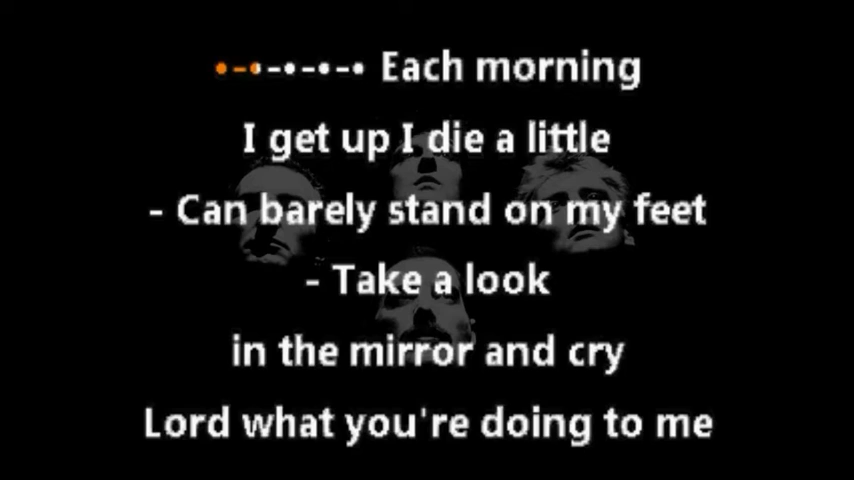 Each morning
I get up I die a little
- Can barely stand on my feet
- Take a look
in the mirror and cry
Lord what you're doing to me